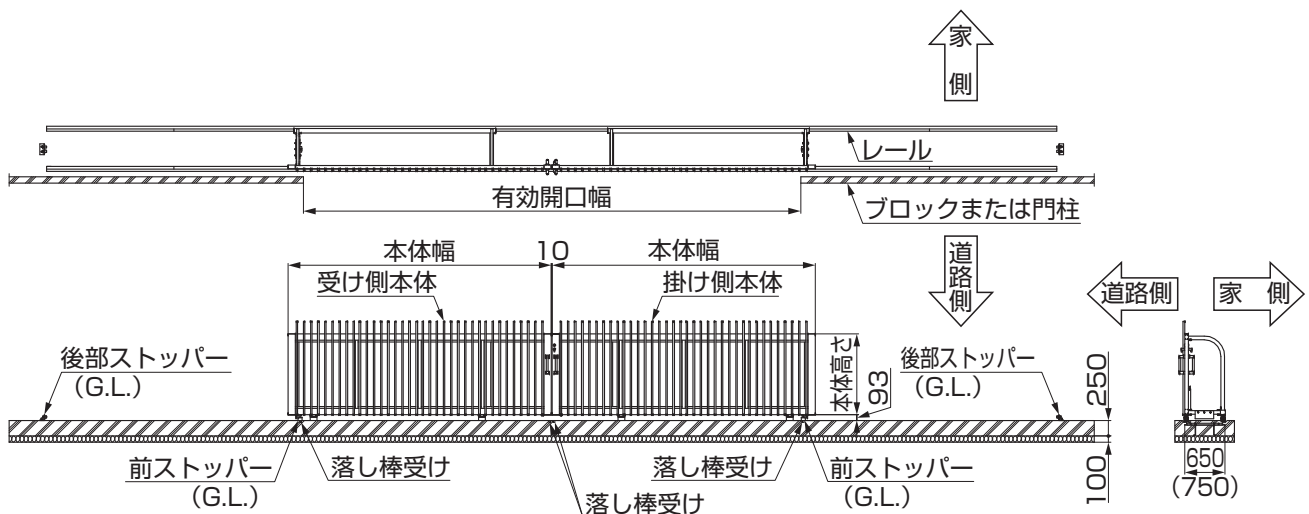 家
側
レール
有効開口幅
ブロックまたは門柱
本体幅
10
本体幅
道路側
受け側本体
掛け側本体
道路側
家 側
後部ストッパー
(G.L.)
本体高さ
93
後部ストッパー
(G.L.)
250
前ストッパー
(G.L.)
落し棒受け
落し棒受け
落し棒受け
前ストッパー
(G.L.)
100
650
(750)